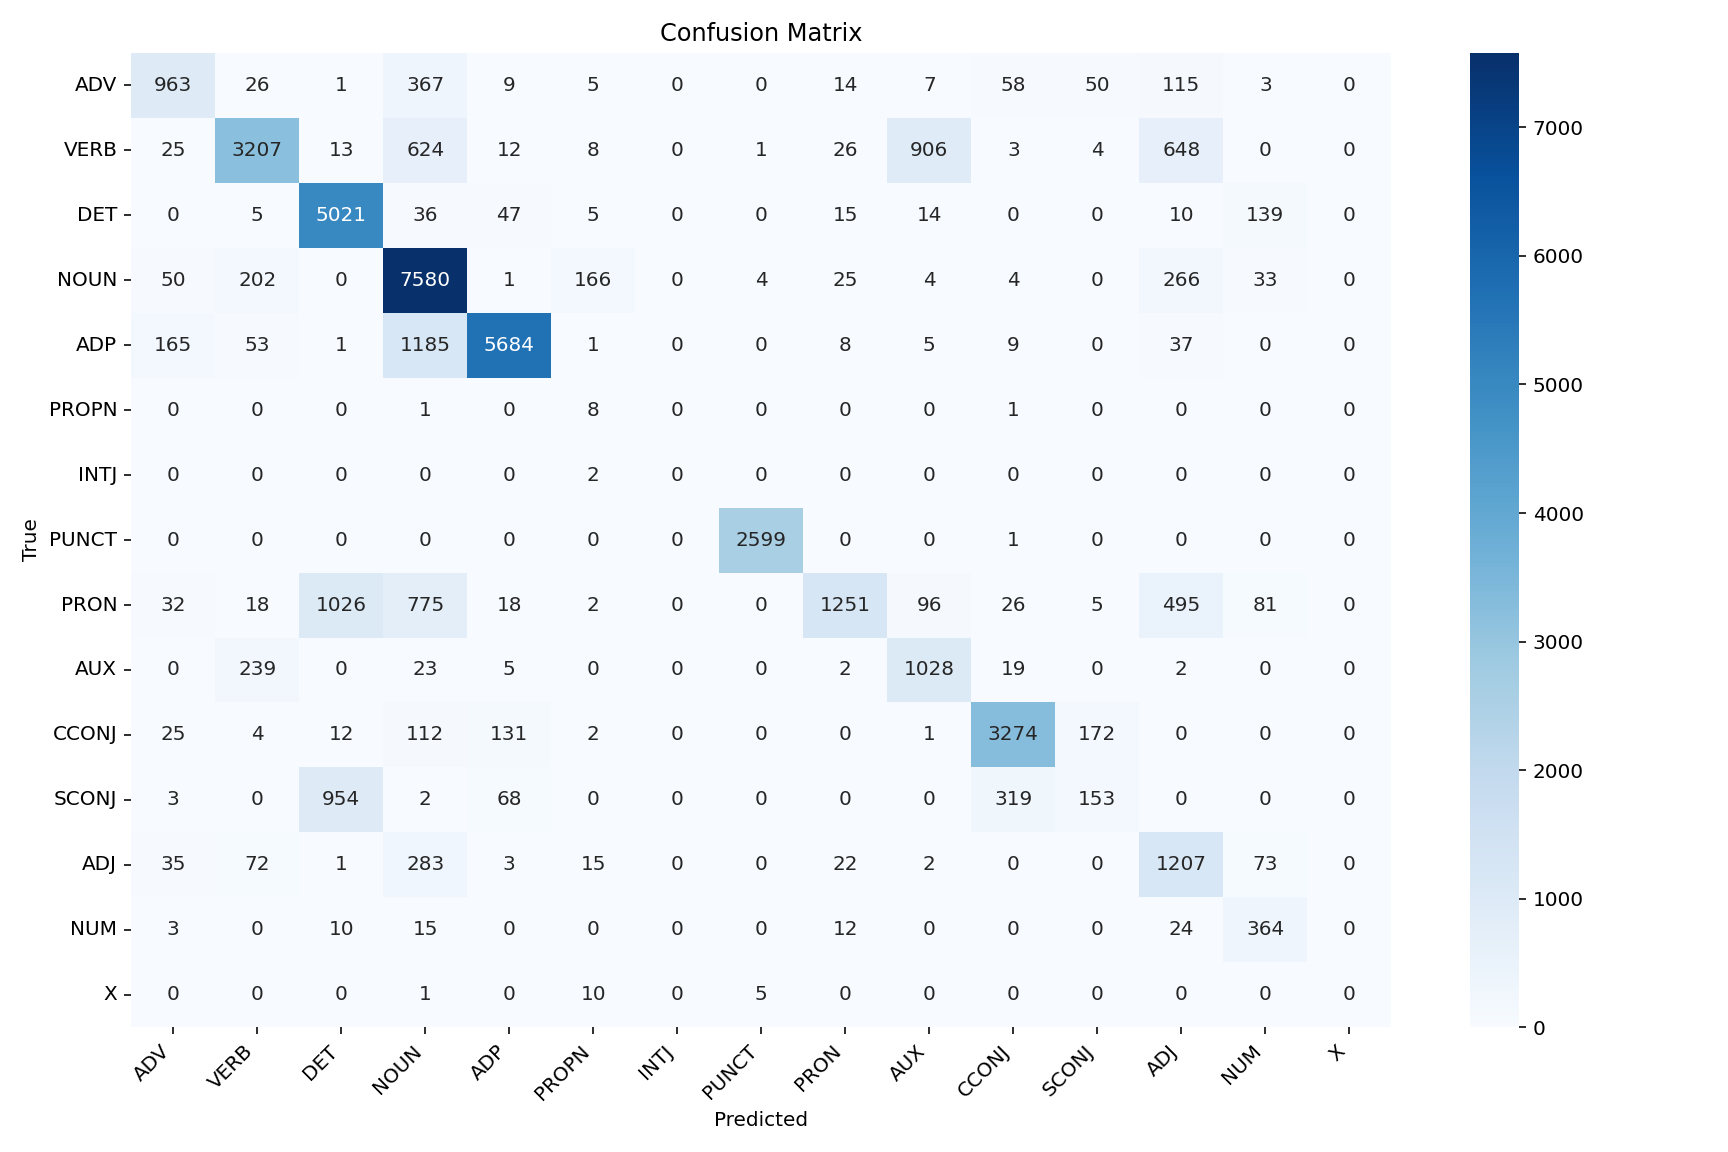 Confusion Matrix
ADV 963 26 1 367 9 5 0 0 14 7 58 50 115 3 0
VERB 25 3207 13 624 12 8 0 1 26 906 3 4 648 0 0
DET 0 5 5021 36 47 5 0 0 15 14 0 0 10 139 0
NOUN 50 202 0 7580 1 166 0 4 25 4 4 0 266 33 0
ADP 165 53 1 1185 5684 1 0 0 8 5 9 0 37 0 0
PROPN 0 0 0 1 0 8 0 0 0 0 1 0 0 0 0
INTJ 0 0 0 0 0 2 0 0 0 0 0 0 0 0 0
PUNCT 0 0 0 0 0 0 0 2599 0 0 1 0 0 0 0
PRON 32 18 1026 775 18 2 0 0 1251 96 26 5 495 81 0
AUX 0 239 0 23 5 0 0 0 2 1028 19 0 2 0 0
CCONJ 25 4 12 112 131 2 0 0 0 1 3274 172 0 0 0
SCONJ 3 0 954 2 68 0 0 0 0 0 319 153 0 0 0
ADJ 35 72 1 283 3 15 0 0 22 2 0 0 1207 73 0
NUM 3 0 10 15 0 0 0 0 12 0 0 0 24 364 0
X 0 0 0 1 0 10 0 5 0 0 0 0 0 0 0
ADV VERB DET NOUN ADP PROPN INTJ PUNCT PRON AUX CCONJ SCONJ ADJ NUM X
Predicted
True
7000
6000
5000
4000
3000
2000
1000
0